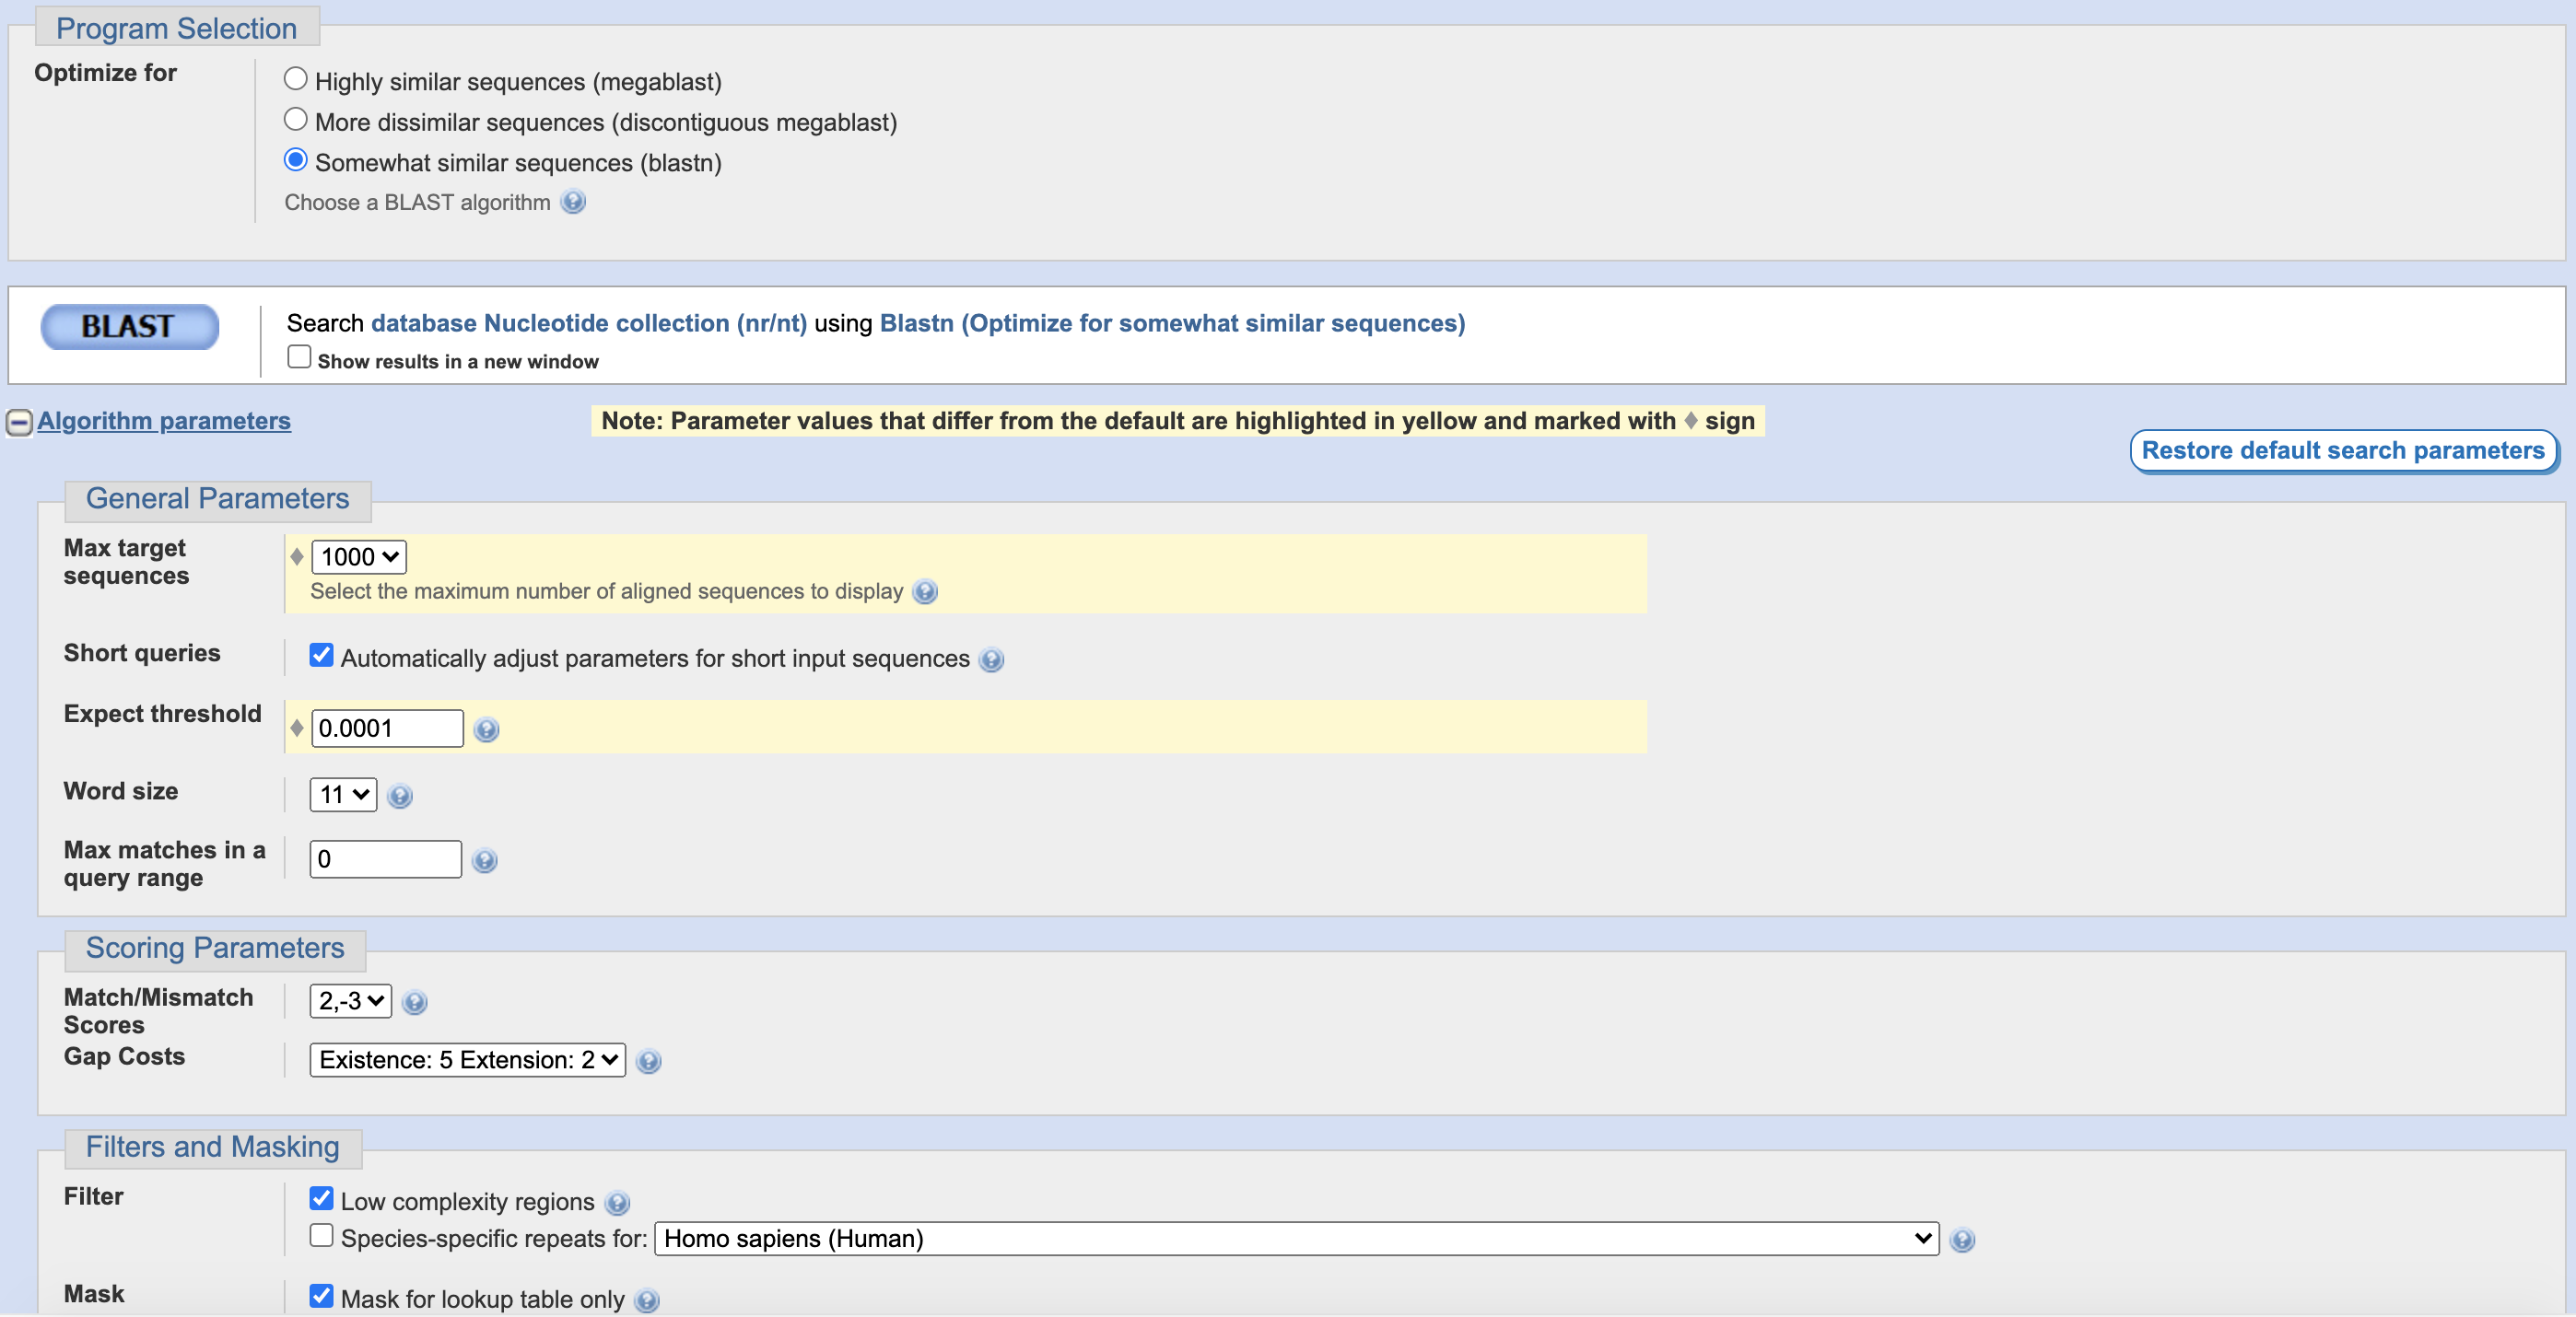 Program Selection
Optimize for
Highly similar sequences (megablast)
More dissimilar sequences (discontiguous megablast)
Somewhat similar sequences (blastn)
Choose a BLAST algorithm ?
BLAST
Search database Nucleotide collection (nr/nt) using Blastn (Optimize for somewhat similar sequences)
Show results in a new window
Algorithm parameters
Note: Parameter values that differ from the default are highlighted in yellow and marked with ♦ sign
Restore default search parameters
General Parameters
Max target
sequences
♦ 1000
Select the maximum number of aligned sequences to display ?
Short queries
Automatically adjust parameters for short input sequences ?
Expect threshold
♦ 0.0001 ?
Word size
11 ?
Max matches in a
query range
0 ?
Scoring Parameters
Match/Mismatch
Scores
2,-3 ?
Gap Costs
Existence: 5 Extension: 2 ?
Filters and Masking
Filter
Low complexity regions ?
Species-specific repeats for: Homo sapiens (Human) ?
Mask
Mask for lookup table only ?